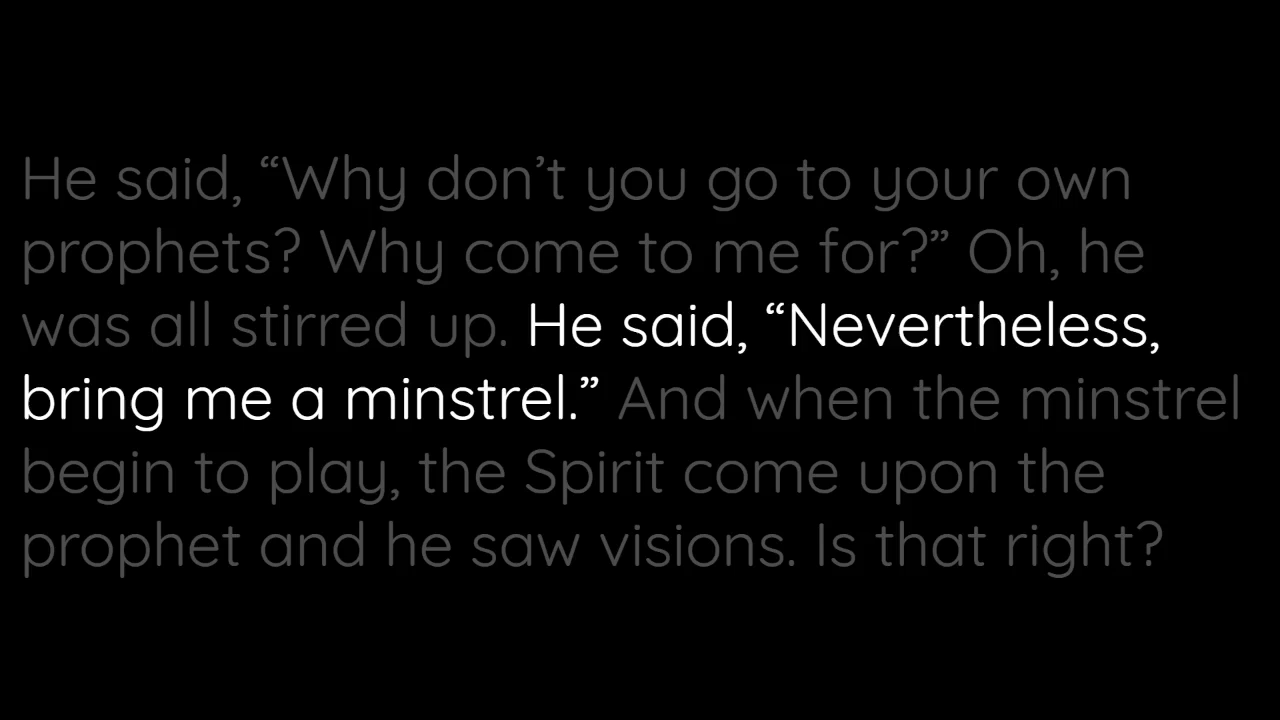 He said, “Why don’t you go to your own
prophets? Why come to me for?” Oh, he
was all stirred up. He said, “Nevertheless,
bring me a minstrel.” And when the minstrel
begin to play, the Spirit come upon the
prophet and he saw visions. Is that right?